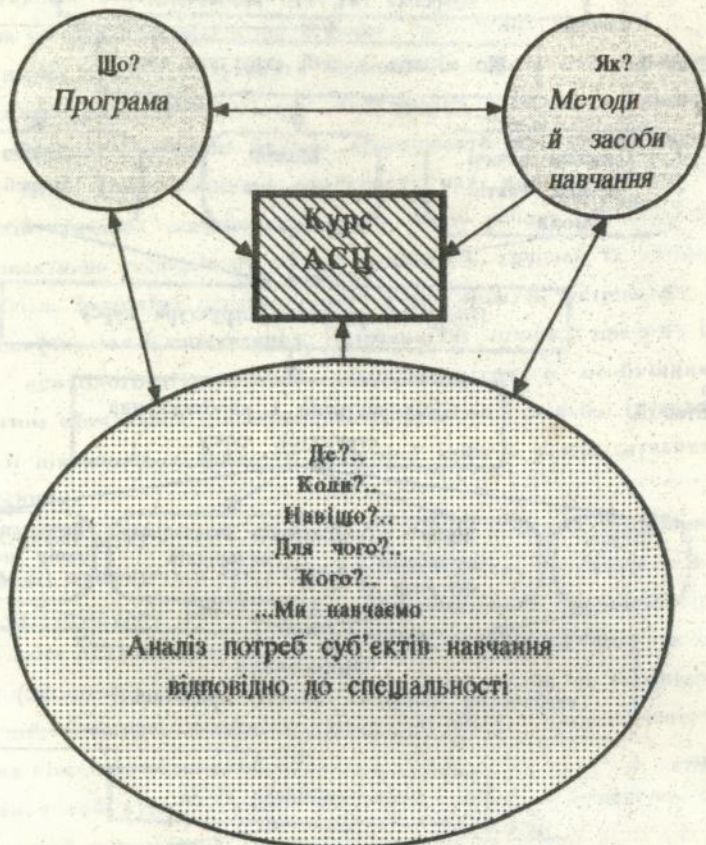 Що?
Програма
Як?
Методи
й засоби
навчання
Курс
АСЦ
Де?..
Коли?..
Навіщо?..
Для чого?..
Кого?..
...Ми навчаємо
Аналіз потреб суб'єктів навчання
відповідно до спеціальності